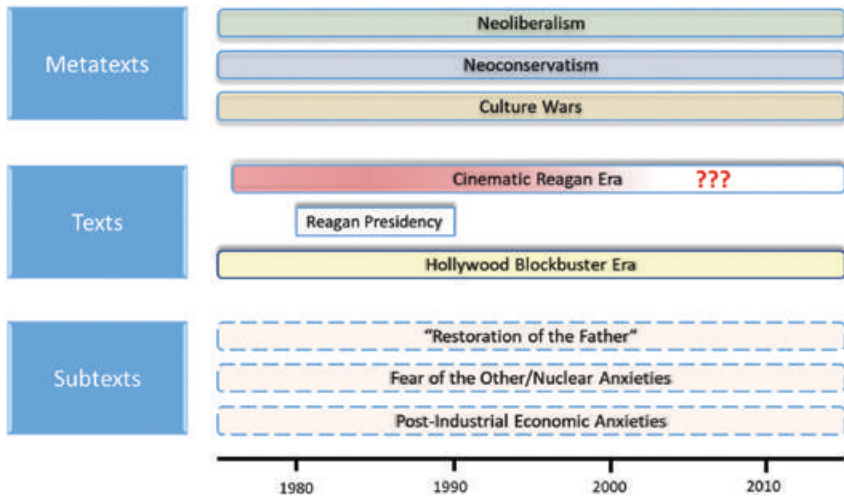 Metatexts
Neoliberalism
Neoconservatism
Culture Wars
Texts
Cinematic Reagan Era ???
Reagan Presidency
Hollywood Blockbuster Era
Subtexts
“Restoration of the Father“
Fear of the Other/Nuclear Anxieties
Post-Industrial Economic Anxieties
1980 1990 2000 2010